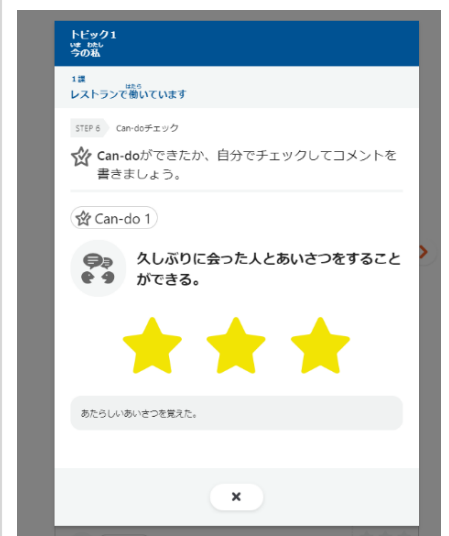 トピック1
いま わたし
今の私
1課
はたら
レストランで働いています
STEP 6 Can-doチェック
Can-doができたか、自分でチェックしてコメントを
書きましょう。
Can-do 1
久しぶりに会った人とあいさつをすること
ができる。
あたらしいあいさつを覚えた。
×